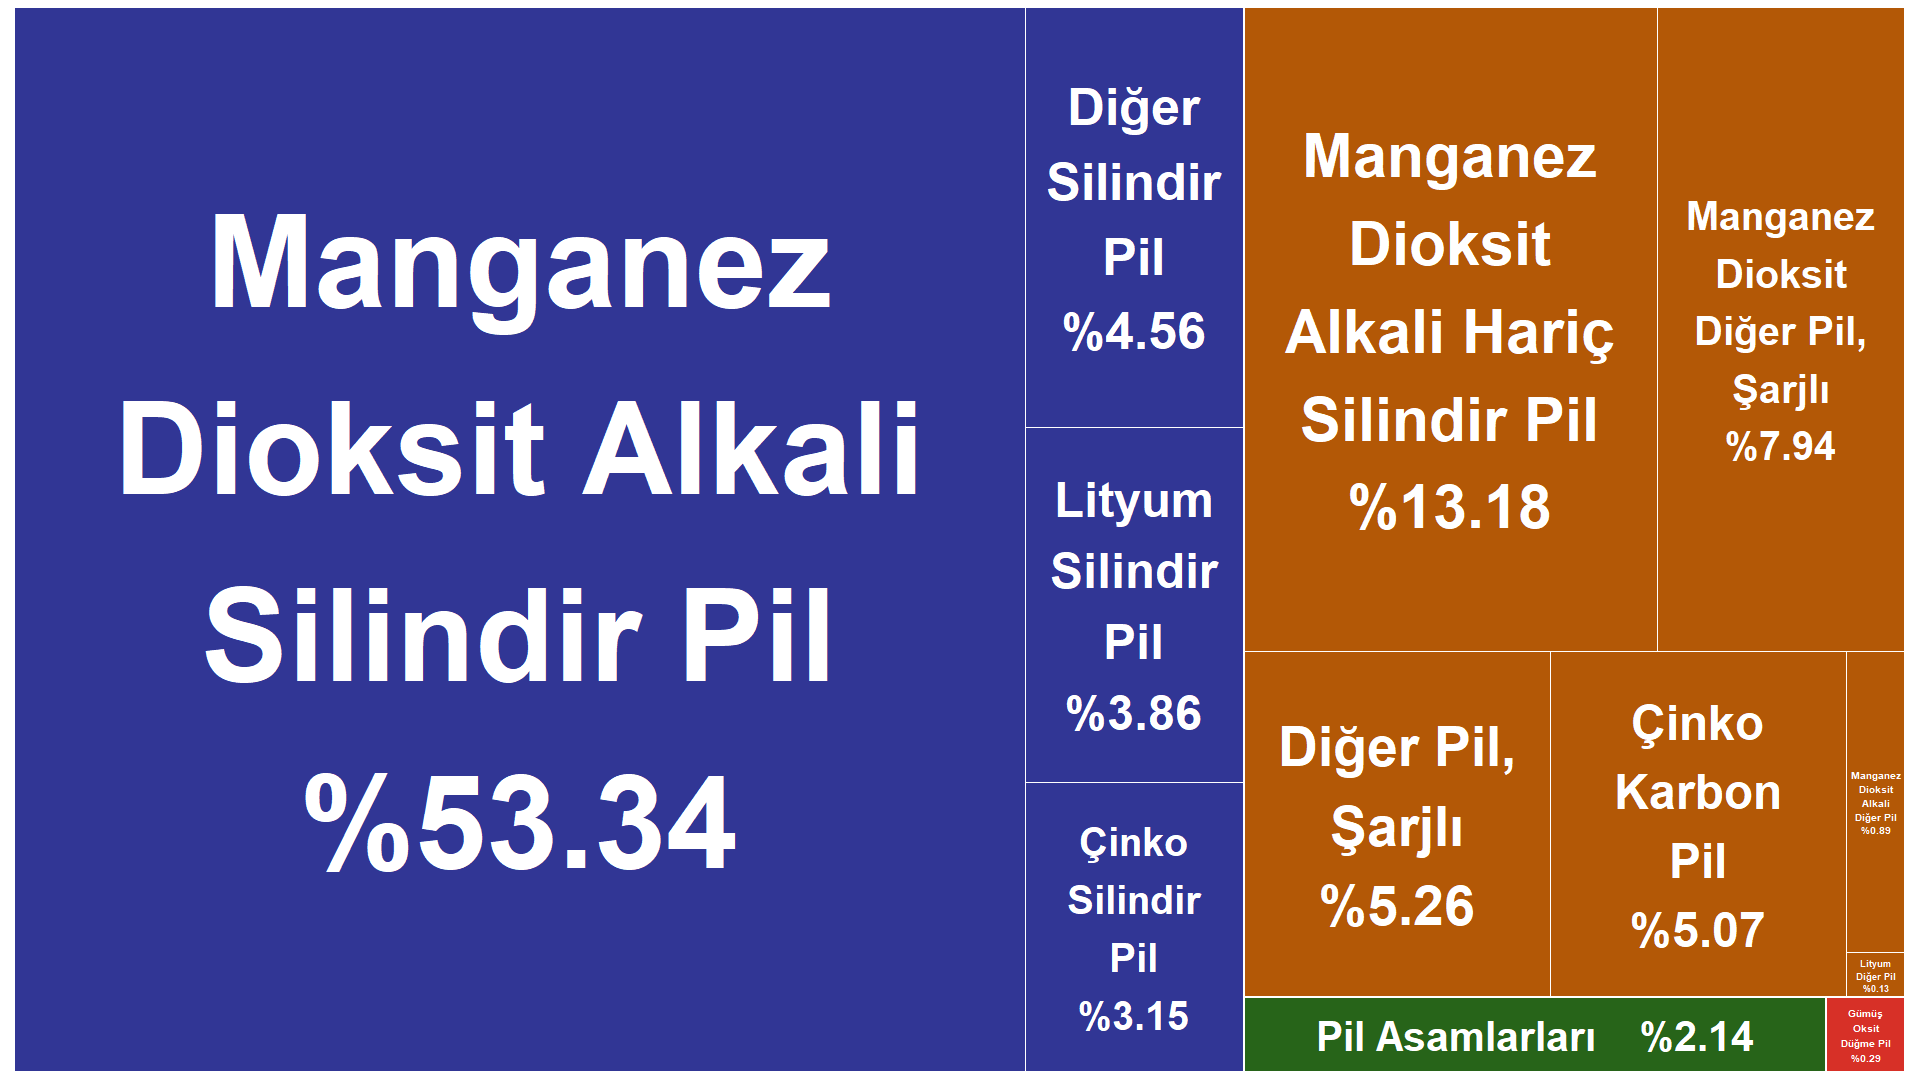 Manganez
Dioksit Alkali
Silindir Pil
%53.34
Diğer
Silindir
Pil
%4.56
Lityum
Silindir
Pil
%3.86
Çinko
Silindir
Pil
%3.15
Manganez
Dioksit
Alkali Hariç
Silindir Pil
%13.18
Manganez
Dioksit
Diğer Pil,
Şarjlı
%7.94
Diğer Pil,
Şarjlı
%5.26
Çinko
Karbon
Pil
%5.07
Manganez
Dioksit
Alkali
Diğer Pil
%0.89
Lityum
Diğer Pil
%0.13
Pil Asamlarları %2.14
Gümüş
Oksit
Düğme Pil
%0.29